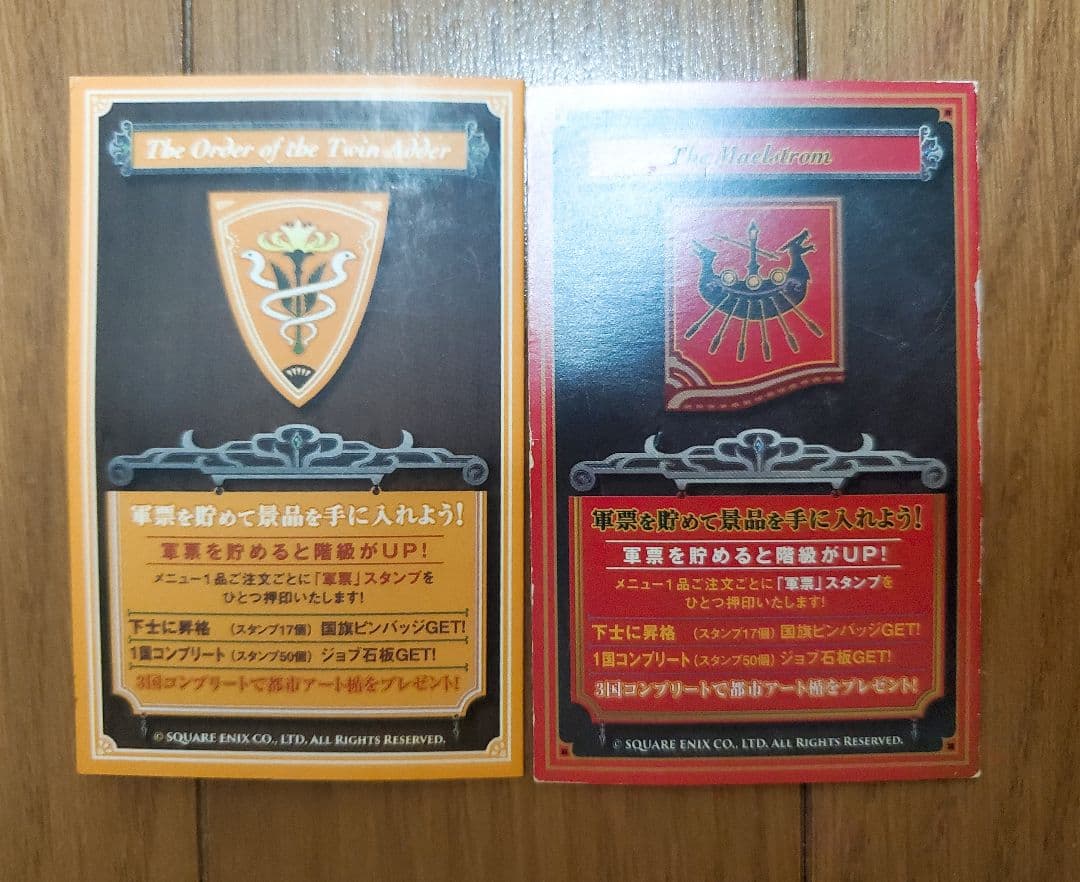 The Order of the Twin Adder
軍票を貯めて景品を手に入れよう!
軍票を貯めると階級がUP!
メニュー1品ご注文ごとに「軍票」スタンプを
ひとつ押印いたします!
下士に昇格 (スタンプ17個) 国旗ピンバッジGET!
1国コンプリート(スタンプ50個) ジョブ石板GET!
3国コンプリートで都市アート楯をプレゼント!
© SQUARE ENIX CO., LTD. ALL RIGHTS RESERVED.
The Maelstrom
軍票を貯めて景品を手に入れよう!
軍票を貯めると階級がUP!
メニュー1品ご注文ごとに「軍票」スタンプを
ひとつ押印いたします!
下士に昇格 (スタンプ17個) 国旗ピンバッジGET!
1国コンプリート(スタンプ50個) ジョブ石板GET!
3国コンプリートで都市アート楯をプレゼント!
© SQUARE ENIX CO., LTD. ALL RIGHTS RESERVED.